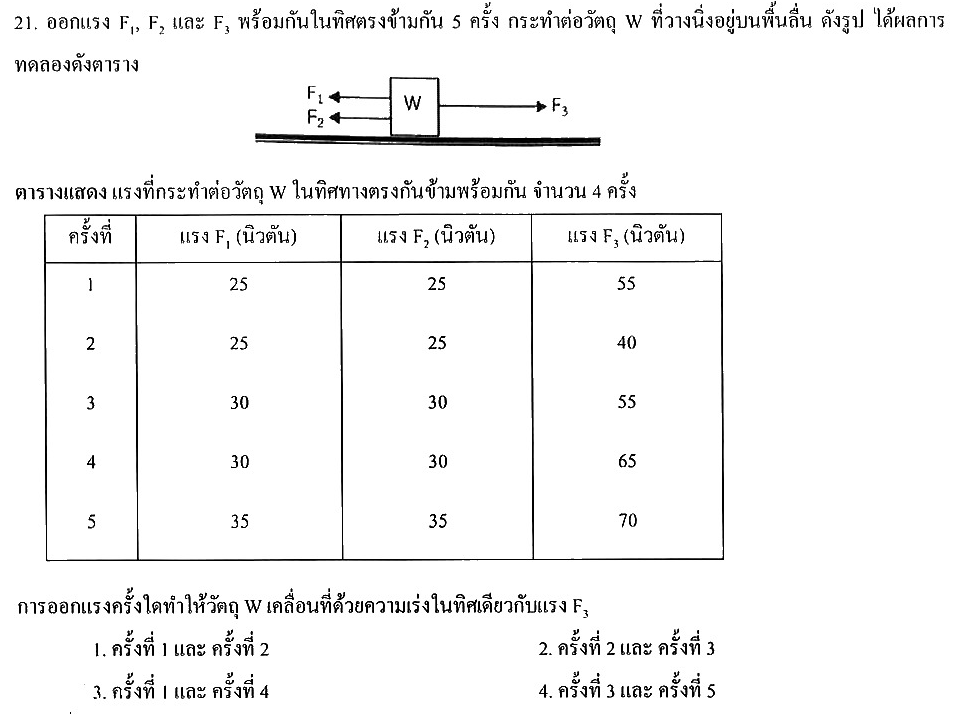 21. ออกแรง F₁, F₂ และ F₃ พร้อมกันในทิศตรงข้ามกัน 5 ครั้ง กระทำต่อวัตถุ W ที่วางนิ่งอยู่บนพื้นลื่น ดังรูป ได้ผลการ
ทดลองดังตาราง
F₁ W F₃
F₂
ตารางแสดง แรงที่กระทำต่อวัตถุ W ในทิศทางตรงกันข้ามพร้อมกัน จำนวน 4 ครั้ง
ครั้งที่ แรง F₁ (นิวตัน) แรง F₂ (นิวตัน) แรง F₃ (นิวตัน)
1 25 25 55
2 25 25 40
3 30 30 55
4 30 30 65
5 35 35 70
การออกแรงครั้งใดทำให้วัตถุ W เคลื่อนที่ด้วยความเร่งในทิศเดียวกับแรง F₃
1. ครั้งที่ 1 และ ครั้งที่ 2 2. ครั้งที่ 2 และ ครั้งที่ 3
3. ครั้งที่ 1 และ ครั้งที่ 4 4. ครั้งที่ 3 และ ครั้งที่ 5